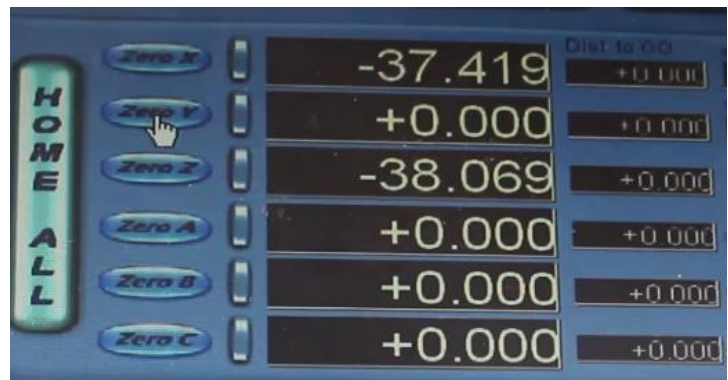 Dist to GO
Zero X -37.419 +0.000
Zero Y +0.000 +0.000
Zero Z -38.069 +0.000
Zero A +0.000 +0.000
Zero B +0.000 +0.000
Zero C +0.000 +0.000
HOME ALL